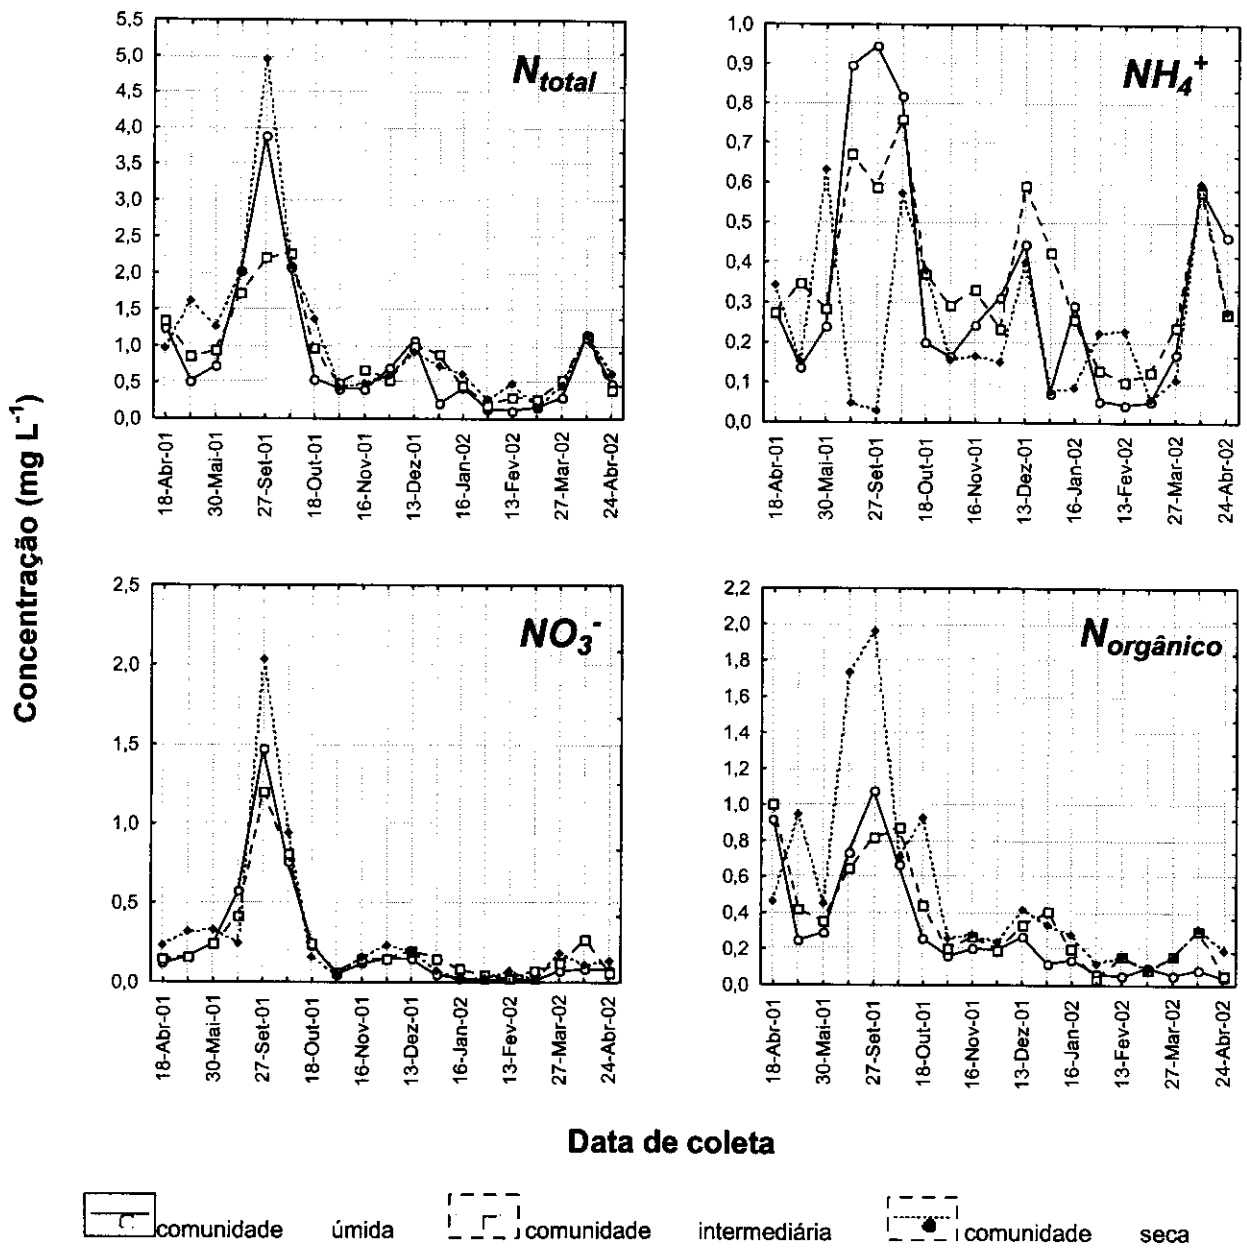 N total
5,5
5,0
4,5
4,0
3,5
3,0
2,5
2,0
1,5
1,0
0,5
0,0
18-Abr-01
30-Mai-01
27-Set-01
18-Out-01
16-Nov-01
13-Dez-01
16-Jan-02
13-Fev-02
27-Mar-02
24-Abr-02
NH4+
1,0
0,9
0,8
0,7
0,6
0,5
0,4
0,3
0,2
0,1
0,0
18-Abr-01
30-Mai-01
27-Set-01
18-Out-01
16-Nov-01
13-Dez-01
16-Jan-02
13-Fev-02
27-Mar-02
24-Abr-02
Concentração (mg L-1)
NO3-
2,5
2,0
1,5
1,0
0,5
0,0
18-Abr-01
30-Mai-01
27-Set-01
18-Out-01
16-Nov-01
13-Dez-01
16-Jan-02
13-Fev-02
27-Mar-02
24-Abr-02
N orgânico
2,2
2,0
1,8
1,6
1,4
1,2
1,0
0,8
0,6
0,4
0,2
0,0
18-Abr-01
30-Mai-01
27-Set-01
18-Out-01
16-Nov-01
13-Dez-01
16-Jan-02
13-Fev-02
27-Mar-02
24-Abr-02
Data de coleta
comunidade úmida comunidade intermediária comunidade seca